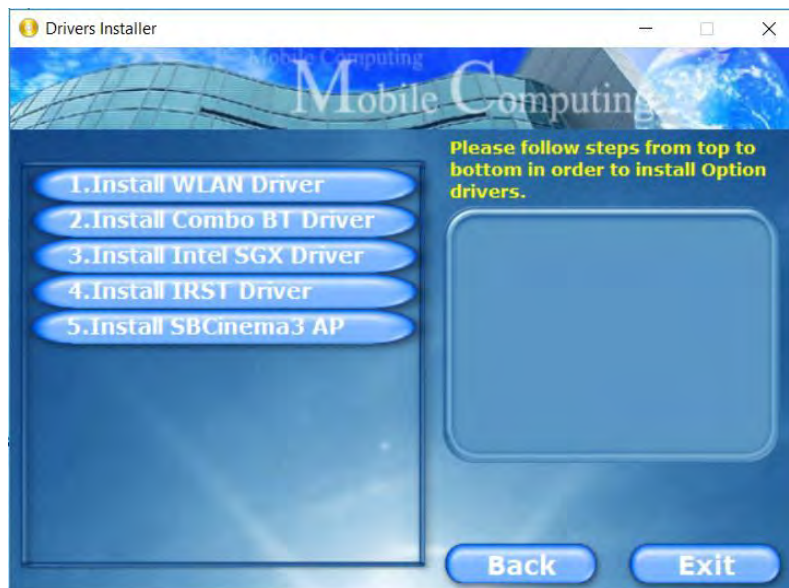 Drivers Installer
Mobile Computing
Mobile Computing
Please follow steps from top to
bottom in order to install Option
drivers.
1.Install WLAN Driver
2.Install Combo BT Driver
3.Install Intel SGX Driver
4.Install IRST Driver
5.Install SBCinema3 AP
Back
Exit